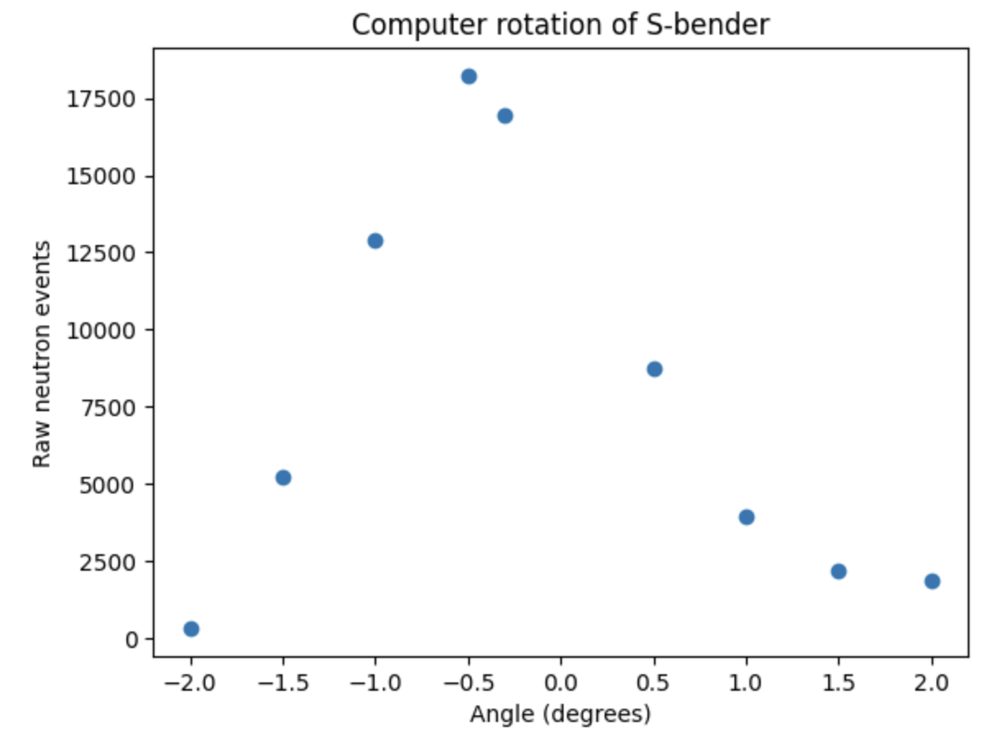 Computer rotation of S-bender
17500
15000
12500
10000
7500
5000
2500
0
Raw neutron events
−2.0 −1.5 −1.0 −0.5 0.0 0.5 1.0 1.5 2.0
Angle (degrees)